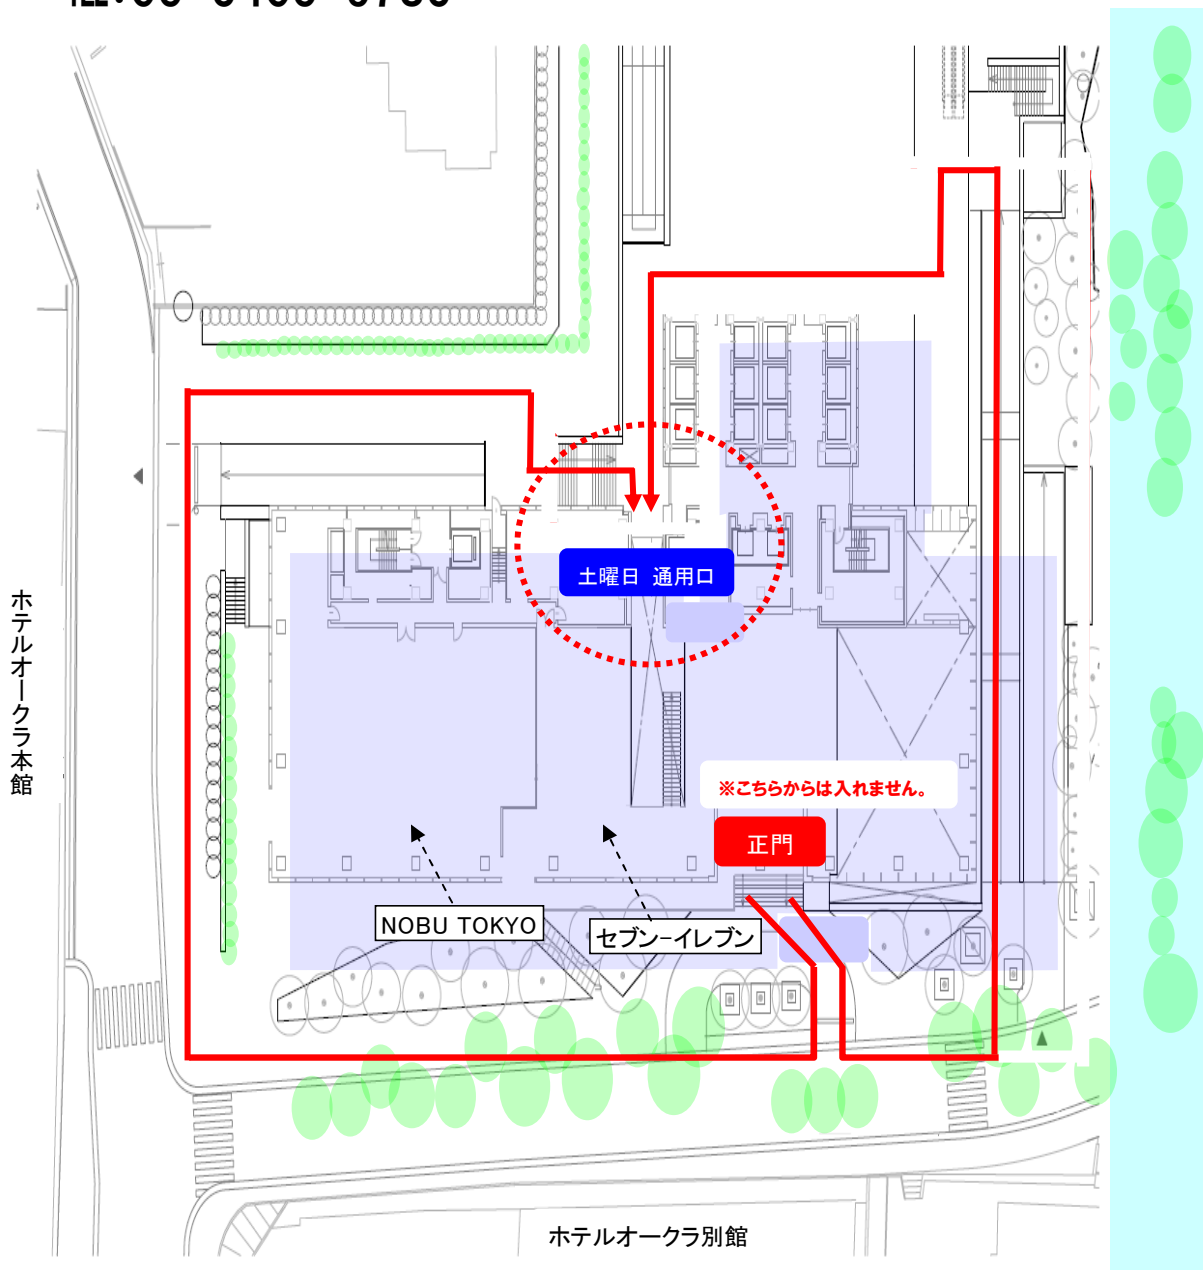 土曜日 通用口
※こちらからは入れません。
正門
NOBU TOKYO
セブン-イレブン
ホテルオークラ本館
ホテルオークラ別館